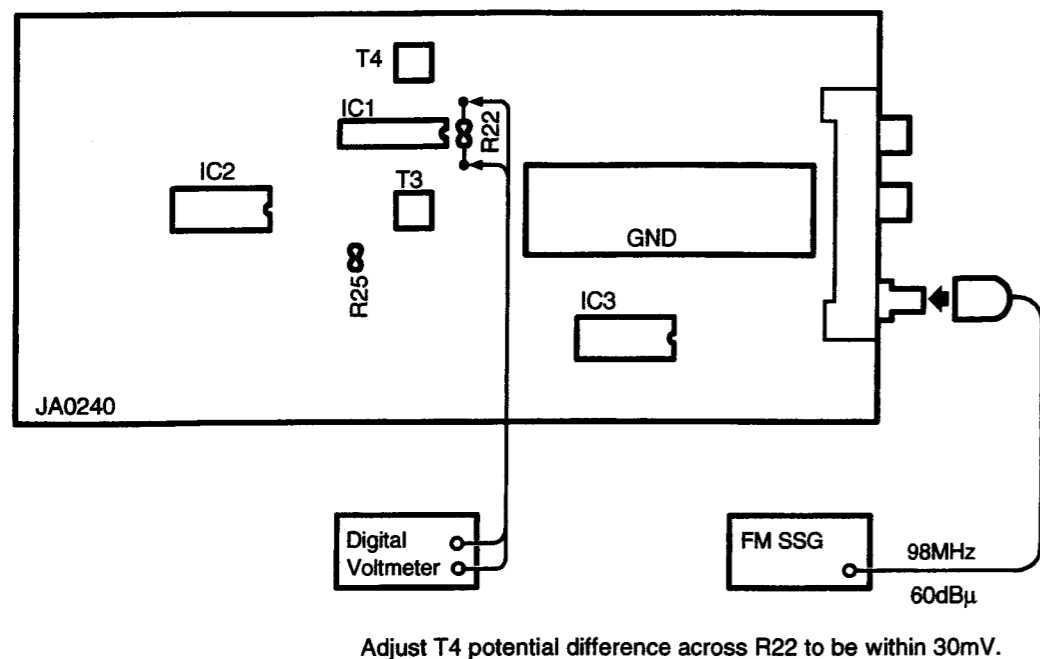 T4
IC1
R22
IC2
T3
GND
R25
IC3
JA0240
Digital
Voltmeter
FM SSG
98MHz
60dBμ
Adjust T4 potential difference across R22 to be within 30mV.